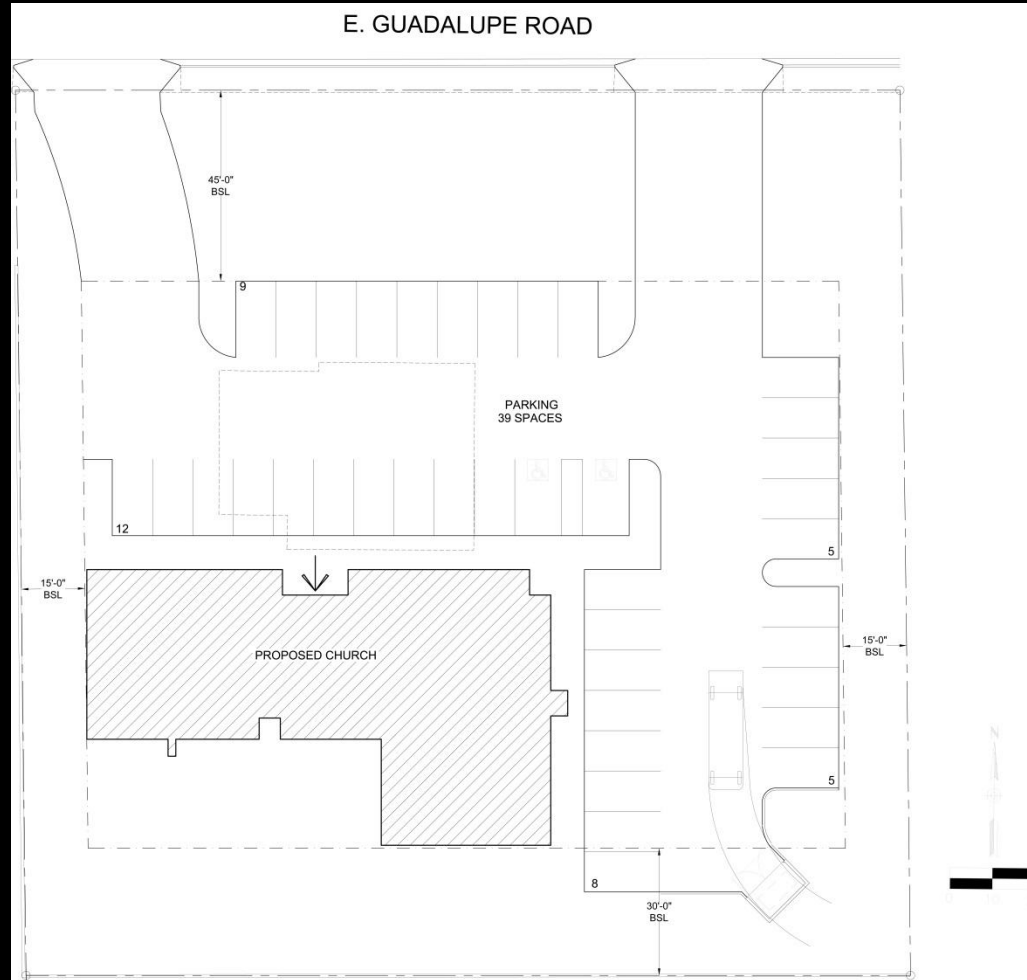 E. GUADALUPE ROAD
45'-0"
BSL
9
PARKING
39 SPACES
12
5
15'-0"
BSL
PROPOSED CHURCH
15'-0"
BSL
5
8
30'-0"
BSL
N